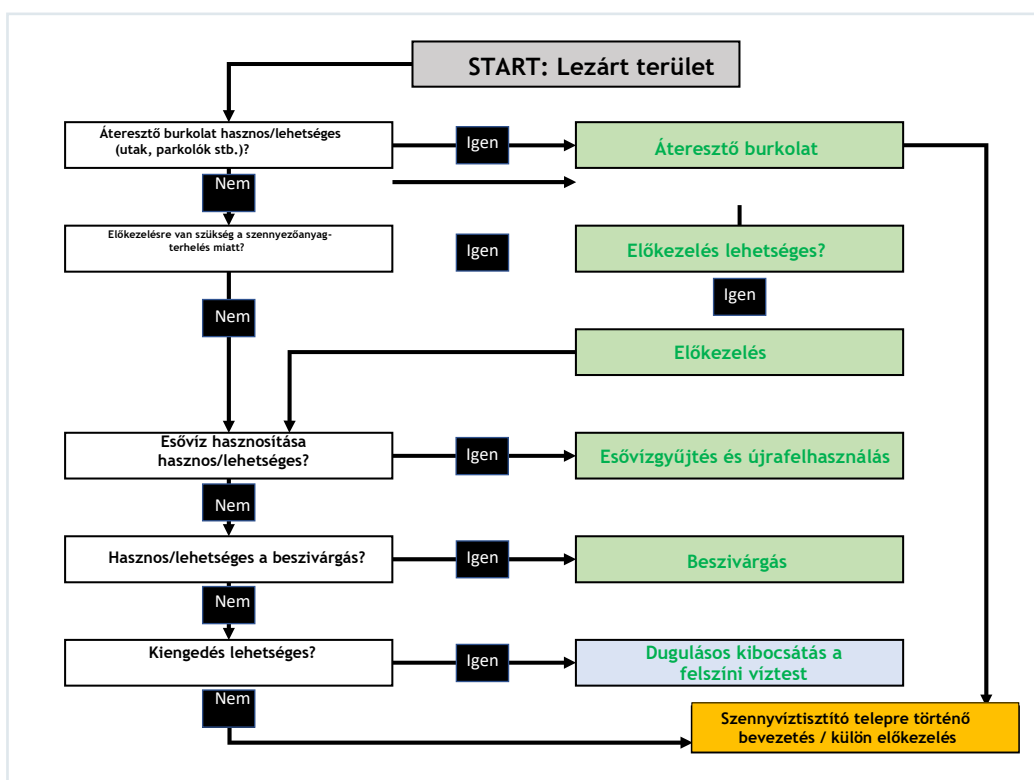 START: Lezárt terület
Áteresztő burkolat hasznos/lehetséges
(utak, parkolók stb.)?
Igen
Áteresztő burkolat
Nem
Előkezelésre van szükség a szennyezőanyag-
terhelés miatt?
Igen
Előkezelés lehetséges?
Igen
Nem
Előkezelés
Esővíz hasznosítása
hasznos/lehetséges?
Igen
Esővízgyűjtés és újrafelhasználás
Nem
Hasznos/lehetséges a beszivárgás?
Igen
Beszivárgás
Nem
Kiengedés lehetséges?
Igen
Dugulásos kibocsátás a
felszíni víztest
Nem
Szennyvíztisztító telepre történő
bevezetés / külön előkezelés